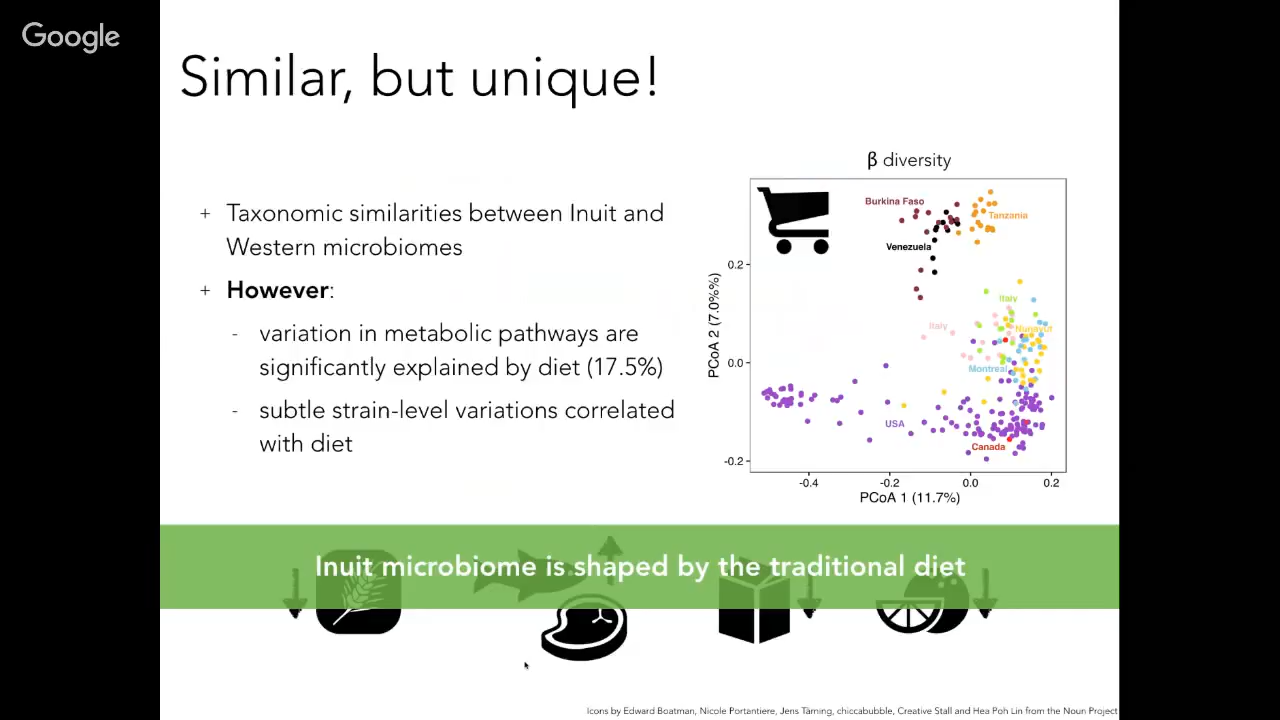 Google
Similar, but unique!
+ Taxonomic similarities between Inuit and
Western microbiomes
+ However:
- variation in metabolic pathways are
significantly explained by diet (17.5%)
- subtle strain-level variations correlated
with diet
β diversity
Burkina Faso
Tanzania
Venezuela
Italy
Italy
Nunavut
Montreal
USA
Canada
0.2
0.0
-0.2
PCoA 2 (7.0%%)
-0.4
-0.2
0.0
0.2
PCoA 1 (11.7%)
Inuit microbiome is shaped by the traditional diet
Icons by Edward Boatman, Nicole Portantiere, Jens Tärning, chiccabubble, Creative Stall and Hea Poh Lin from the Noun Project